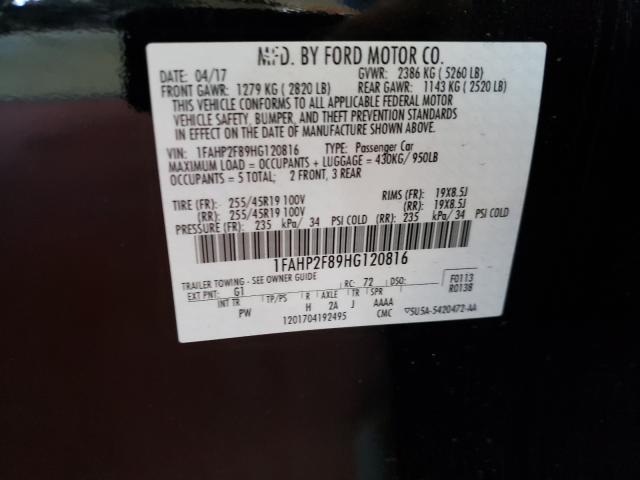 MFD. BY FORD MOTOR CO.
DATE: 04/17 GVWR: 2386 KG ( 5260 LB)
FRONT GAWR: 1279 KG ( 2820 LB) REAR GAWR: 1143 KG ( 2520 LB)
THIS VEHICLE CONFORMS TO ALL APPLICABLE FEDERAL MOTOR
VEHICLE SAFETY, BUMPER, AND THEFT PREVENTION STANDARDS
IN EFFECT ON THE DATE OF MANUFACTURE SHOWN ABOVE.
VIN: 1FAHP2F89HG120816 TYPE: Passenger Car
MAXIMUM LOAD = OCCUPANTS + LUGGAGE = 430KG/ 950LB
OCCUPANTS = 5 TOTAL; 2 FRONT, 3 REAR
TIRE (FR): 255/45R19 100V RIMS (FR): 19X8.5J
(RR): 255/45R19 100V (RR): 19X8.5J
PRESSURE (FR): 235 kPa/ 34 PSI COLD (RR): 235 kPa/ 34 PSI COLD
1FAHP2F89HG120816
TRAILER TOWING - SEE OWNER GUIDE
EXT PNT: G1 RC: 72 DSO: F0113
R0138
INT TR TP/PS R AXLE TR SPR
PW H 2A J AAAA
1201704192495 CMC 5U5A-5420472-AA